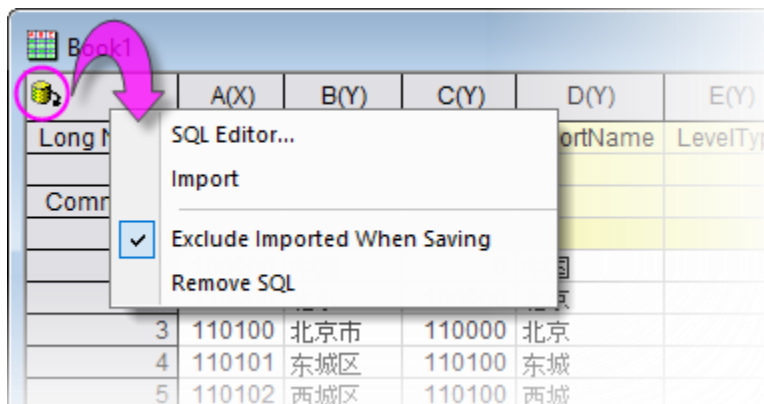 Book1
A(X) B(Y) C(Y) D(Y) E(Y)
Long N ortName LevelTyp
SQL Editor...
Import
Comm
Exclude Imported When Saving
Remove SQL
3 110100 北京市 110000 北京
4 110101 东城区 110100 东城
5 110102 西城区 110100 西城